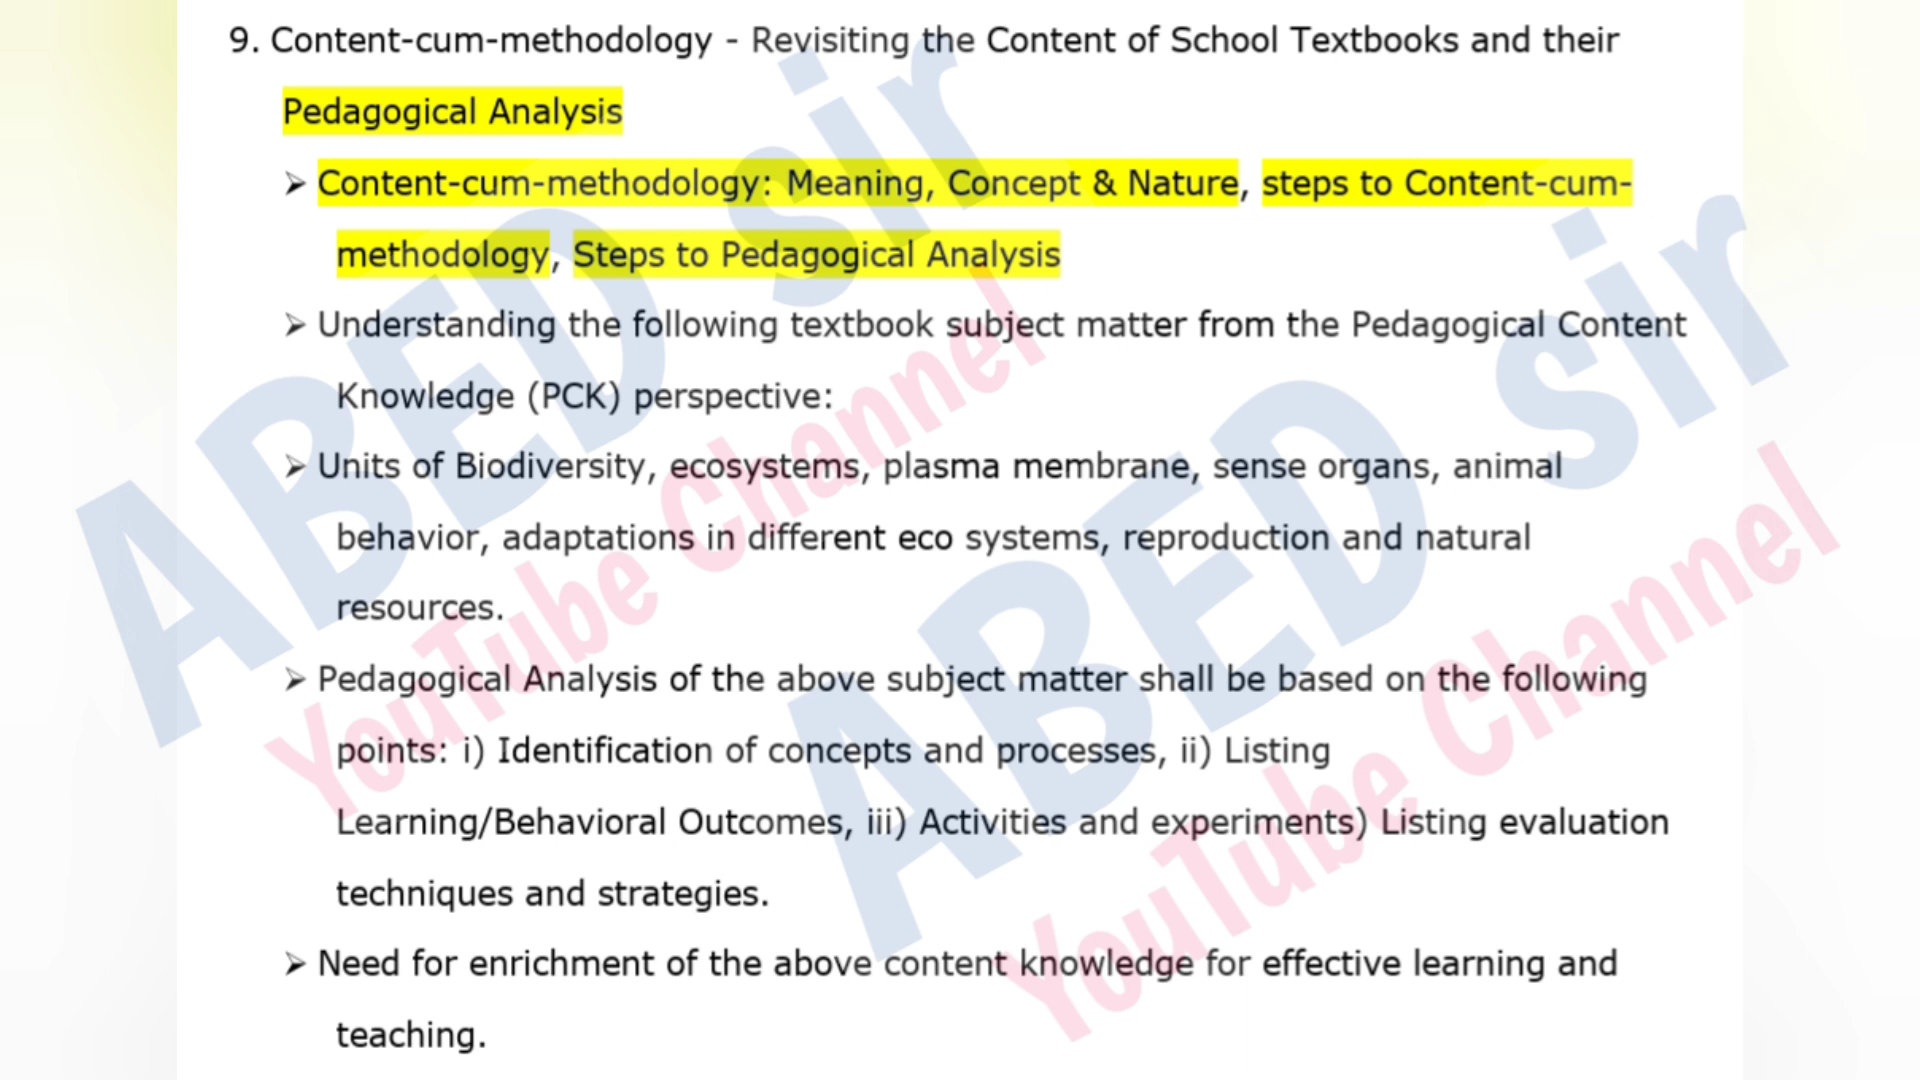 9. Content-cum-methodology - Revisiting the Content of School Textbooks and their
Pedagogical Analysis
➢ Content-cum-methodology: Meaning, Concept & Nature, steps to Content-cum-
methodology, Steps to Pedagogical Analysis
➢ Understanding the following textbook subject matter from the Pedagogical Content
Knowledge (PCK) perspective:
➢ Units of Biodiversity, ecosystems, plasma membrane, sense organs, animal
behavior, adaptations in different eco systems, reproduction and natural
resources.
➢ Pedagogical Analysis of the above subject matter shall be based on the following
points: i) Identification of concepts and processes, ii) Listing
Learning/Behavioral Outcomes, iii) Activities and experiments) Listing evaluation
techniques and strategies.
➢ Need for enrichment of the above content knowledge for effective learning and
teaching.
ABED sir
YouTube Channel
ABED sir
YouTube Channel